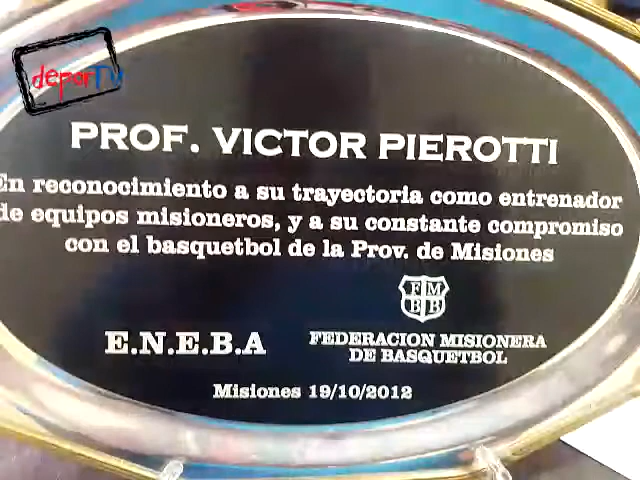 deporTV
PROF. VICTOR PIEROTTI
En reconocimiento a su trayectoria como entrenador
de equipos misioneros, y a su constante compromiso
con el basquetbol de la Prov. de Misiones
F M
B B
E.N.E.B.A
FEDERACION MISIONERA
DE BASQUETBOL
Misiones 19/10/2012